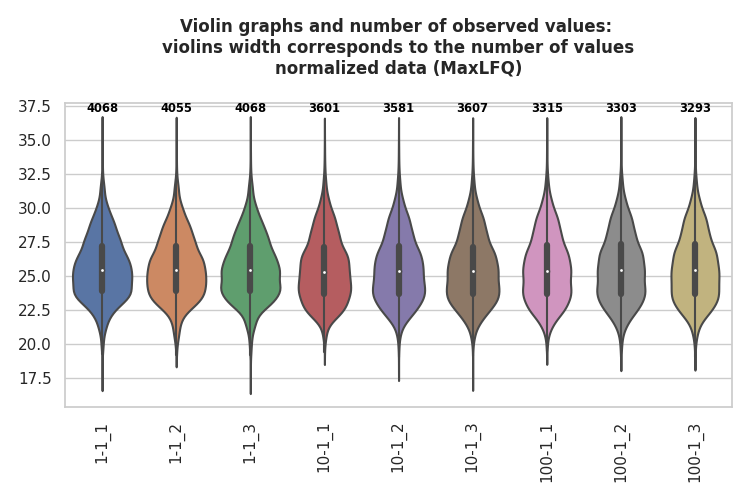 Violin graphs and number of observed values:
violins width corresponds to the number of values
normalized data (MaxLFQ)
37.5
4068 4055 4068 3601 3581 3607 3315 3303 3293
35.0
32.5
30.0
27.5
25.0
22.5
20.0
17.5
1-1_1 1-1_2 1-1_3 10-1_1 10-1_2 10-1_3 100-1_1 100-1_2 100-1_3